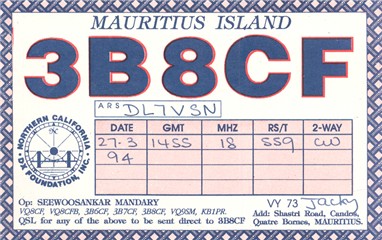 MAURITIUS ISLAND
3B8CF
ARS DL7VSN
DATE GMT MHZ RS/T 2-WAY
27-3 1455 18 559 CW
94
NORTHERN CALIFORNIA DX FOUNDATION, INC.
Op: SEEWOOSANKAR MANDARY
VQ8CF, VQ8CFB, 3B6CF, 3B7CF, 3B8CF, VQ9SM, KB1PR.
QSL for any of the above to be sent direct to 3B8CF
VY 73 Jacky
Add: Shastri Road, Candos,
Quatre Bornes, MAURITIUS.